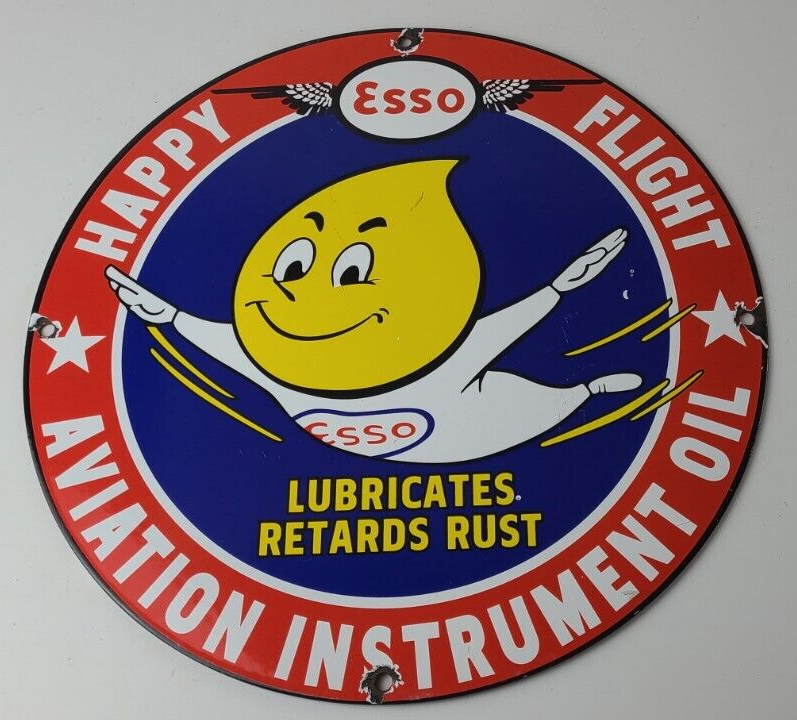 Esso
HAPPY FLIGHT
ESSO
LUBRICATES
RETARDS RUST
AVIATION INSTRUMENT OIL